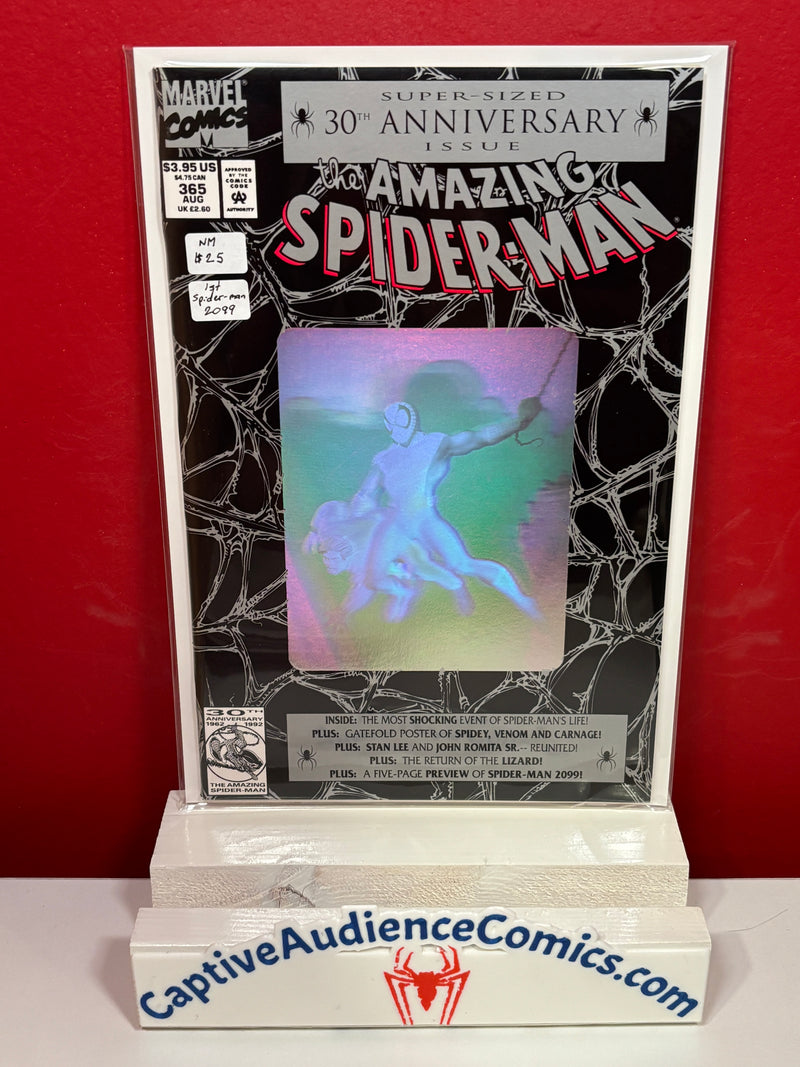 MARVEL
COMICS
M
SUPER-SIZED
30TH ANNIVERSARY
ISSUE
$3.95 US
$4.75 CAN
365
AUG
UK £2.60
APPROVED
BY THE
COMICS
CODE
A
AUTHORITY
the AMAZING
SPIDER-MAN
NM
$25
1st
Spider-man
2099
30TH
ANNIVERSARY
1962 1992
THE AMAZING
SPIDER-MAN
INSIDE: THE MOST SHOCKING EVENT OF SPIDER-MAN'S LIFE!
PLUS: GATEFOLD POSTER OF SPIDEY, VENOM AND CARNAGE!
PLUS: STAN LEE AND JOHN ROMITA SR.-- REUNITED!
PLUS: THE RETURN OF THE LIZARD!
PLUS: A FIVE-PAGE PREVIEW OF SPIDER-MAN 2099!
CaptiveAudienceComics.com